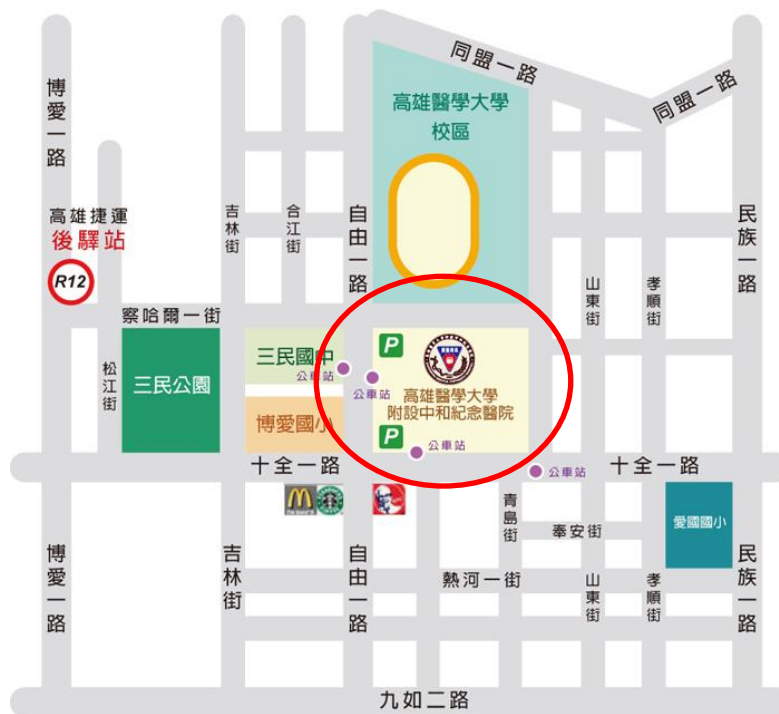 同盟一路
同盟一路
博愛一路
高雄醫學大學
校區
高雄捷運
後驛站
R12
吉林街
合江街
自由一路
山東街
孝順街
民族一路
察哈爾一街
松江街
三民公園
三民國中
公車站
P
公車站
高雄醫學大學
附設中和紀念醫院
博愛國小
P
公車站
十全一路
公車站
十全一路
KFC
青島街
奉安街
愛國國小
博愛一路
吉林街
自由一路
熱河一街
山東街
孝順街
民族一路
九如二路